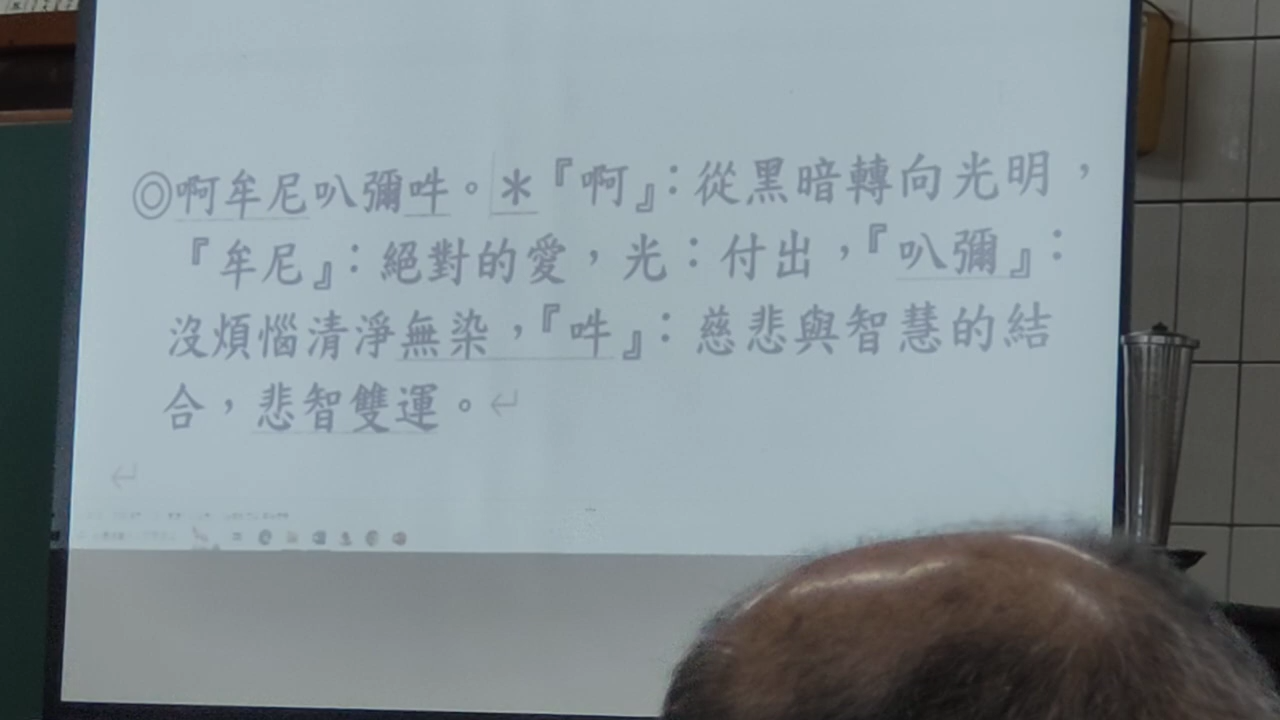 ◎啊牟尼叭彌吽。*『啊』：從黑暗轉向光明，
『牟尼』：絕對的愛，光：付出，『叭彌』：
沒煩惱清淨無染，『吽』：慈悲與智慧的結
合，悲智雙運。↵
↵